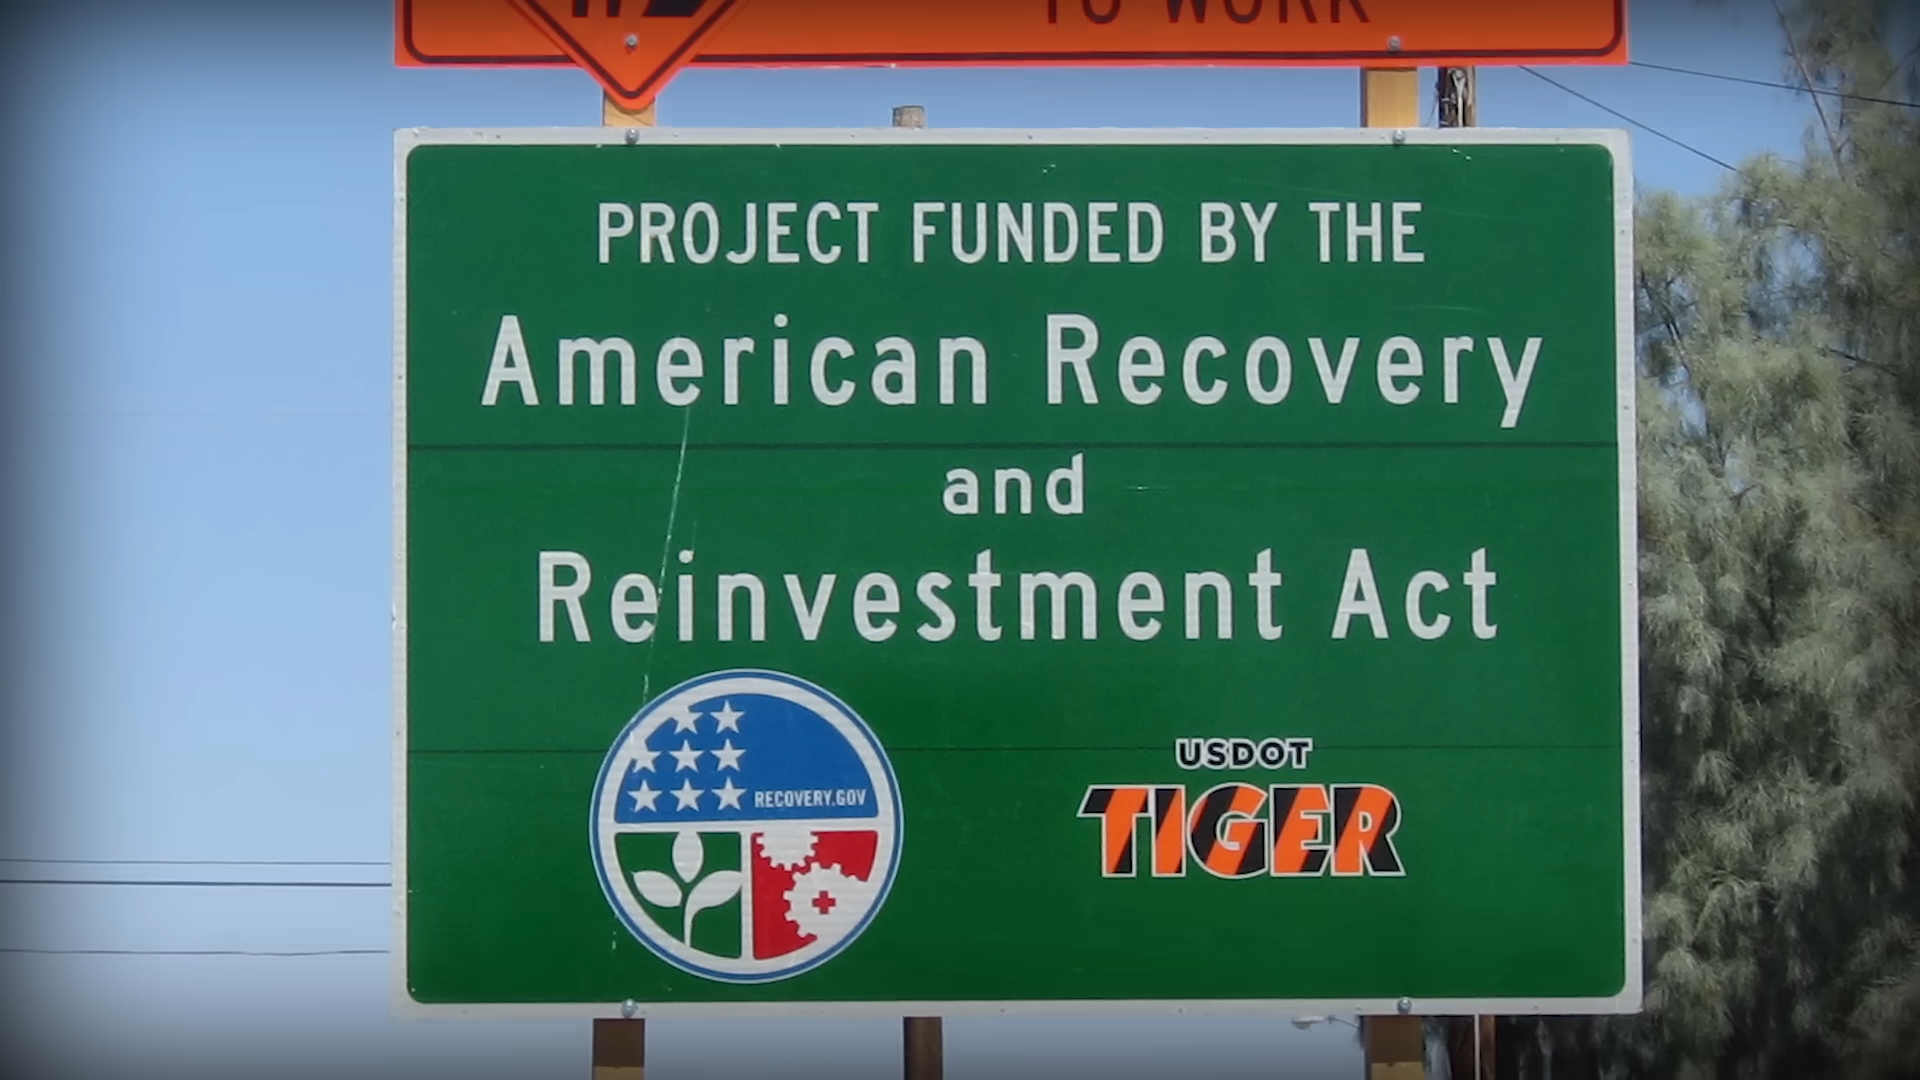 TO WORK
PROJECT FUNDED BY THE
American Recovery
and
Reinvestment Act
RECOVERY.GOV
USDOT
TIGER